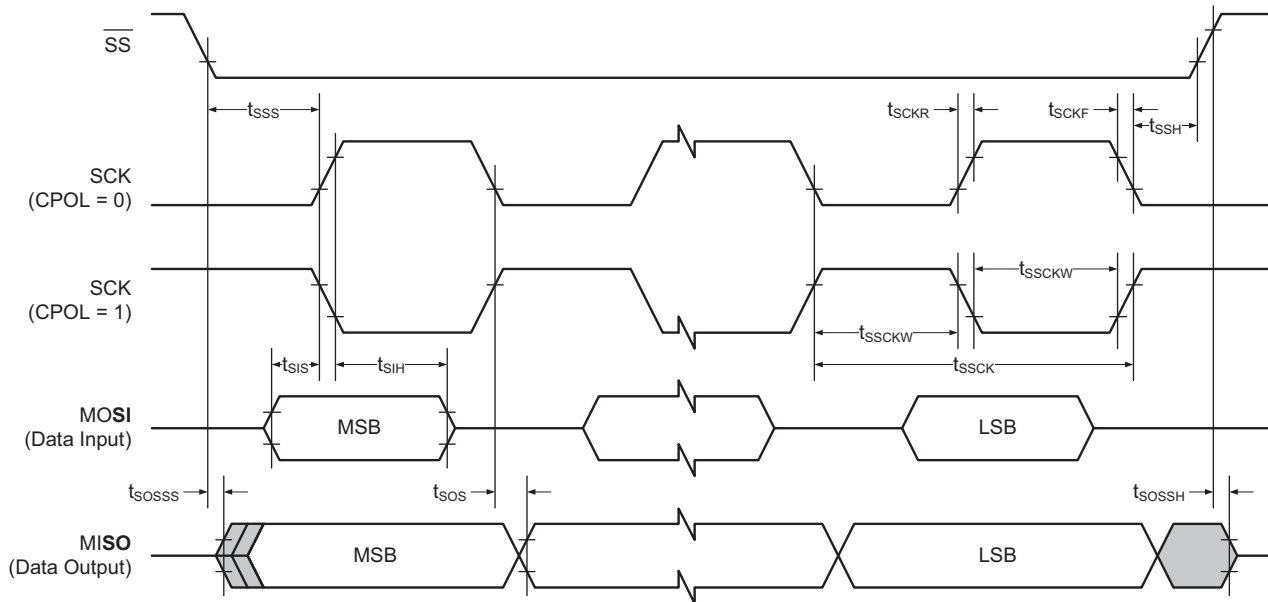 SS
tSSS
tSCKR
tSCKF
tSSH
SCK
(CPOL = 0)
SCK
(CPOL = 1)
tSSCKW
tSSCKW
tSSCK
tSIS
tSIH
MOSI
(Data Input)
MSB
LSB
tSOSSS
tSOS
tSOSSH
MISO
(Data Output)
MSB
LSB